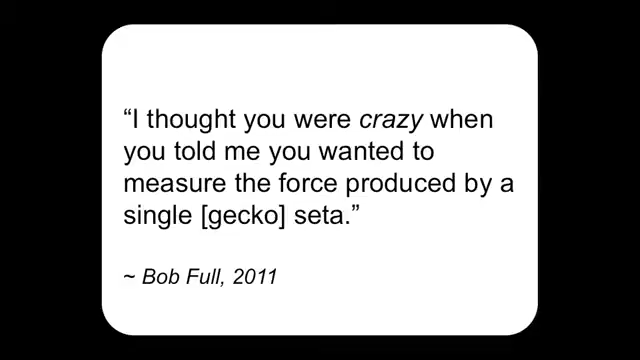 “I thought you were crazy when
you told me you wanted to
measure the force produced by a
single [gecko] seta.”
~ Bob Full, 2011